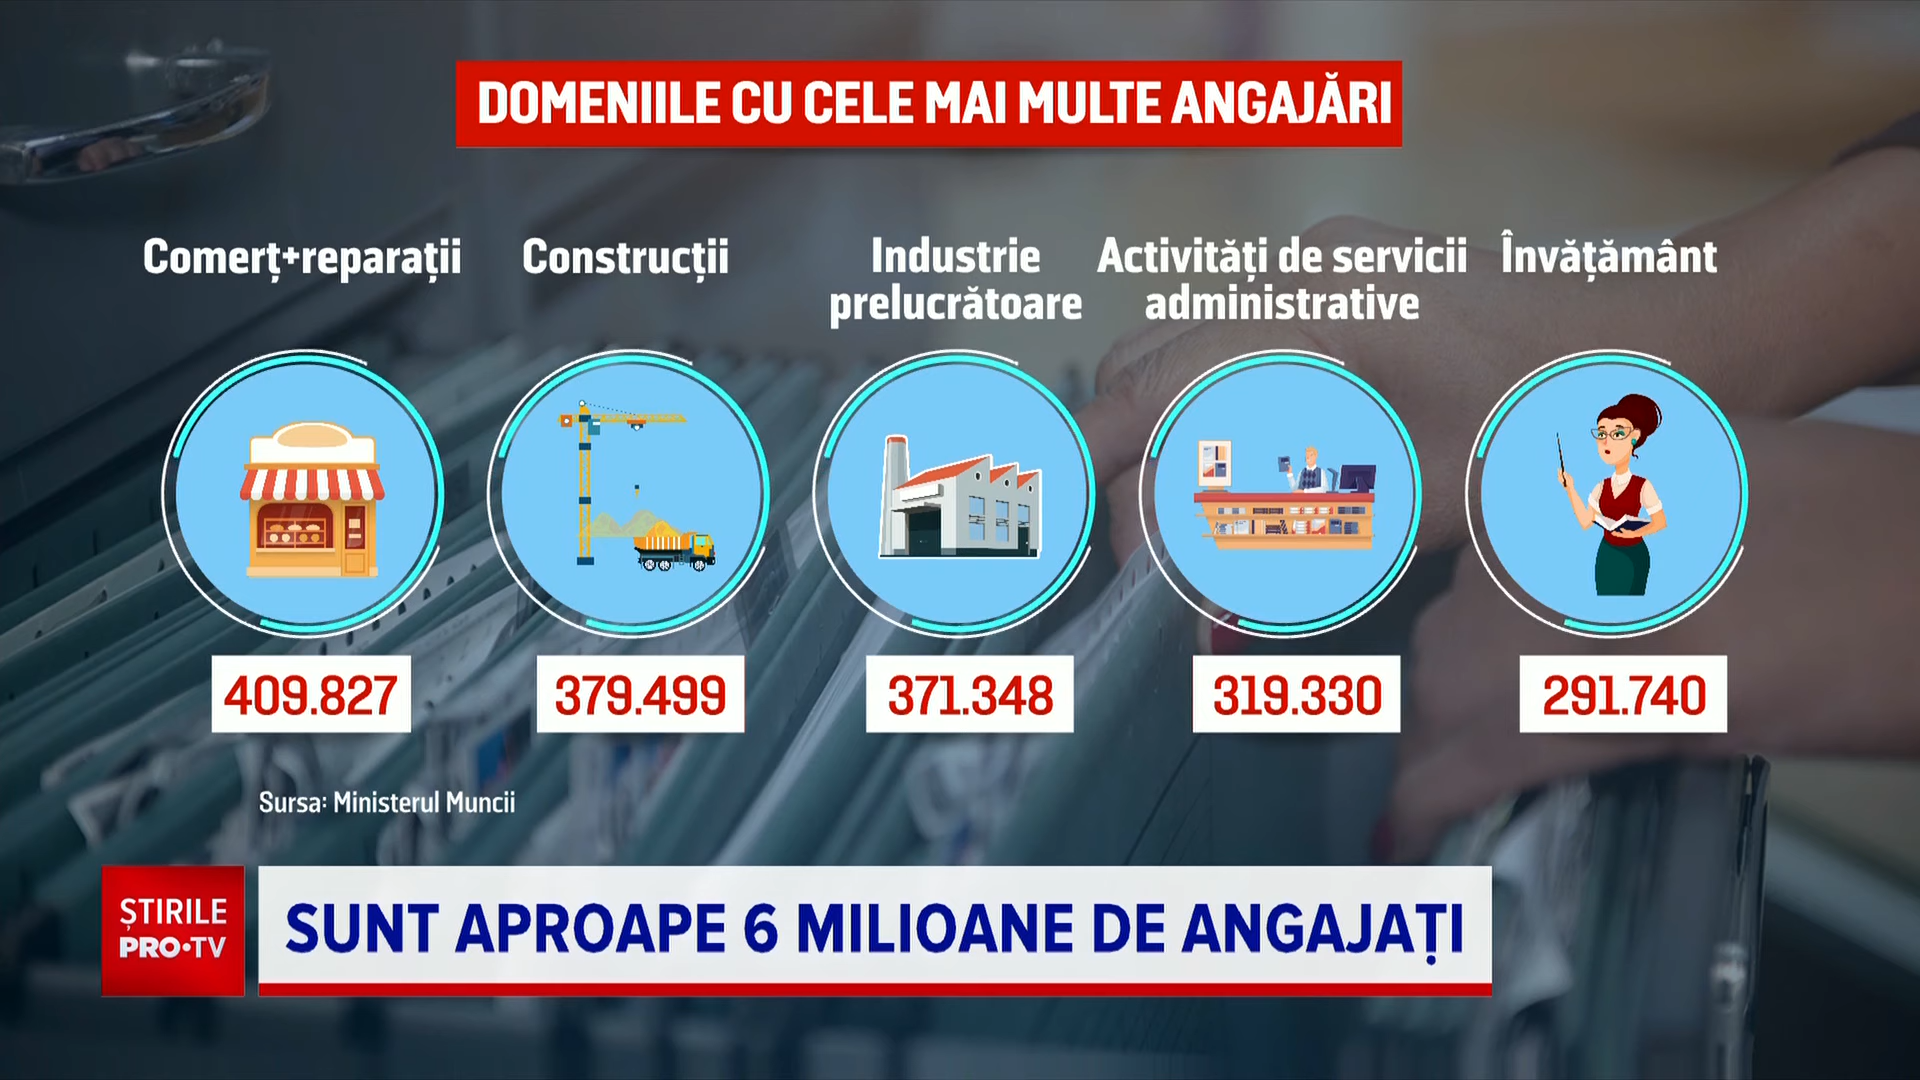 DOMENIILE CU CELE MAI MULTE ANGAJĂRI
Comerț+reparații
Construcții
Industrie
prelucrătoare
Activități de servicii
administrative
Învățământ
409.827
379.499
371.348
319.330
291.740
Sursa: Ministerul Muncii
ȘTIRILE
PRO•TV
SUNT APROAPE 6 MILIOANE DE ANGAJAȚI